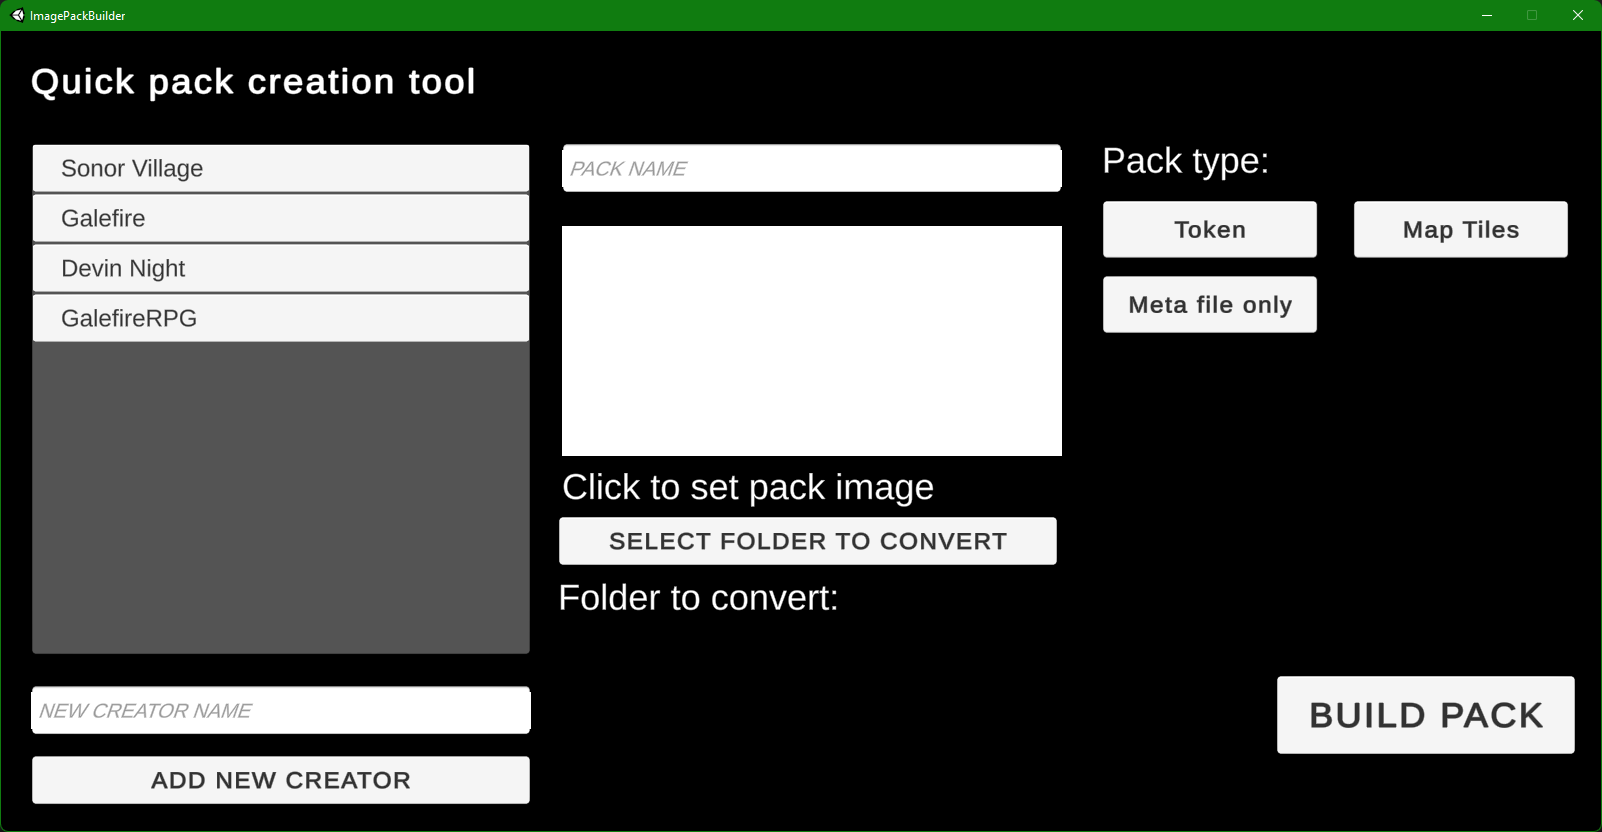 ImagePackBuilder
Quick pack creation tool
Sonor Village
Galefire
Devin Night
GalefireRPG
NEW CREATOR NAME
ADD NEW CREATOR
PACK NAME
Click to set pack image
SELECT FOLDER TO CONVERT
Folder to convert:
Pack type:
Token
Map Tiles
Meta file only
BUILD PACK